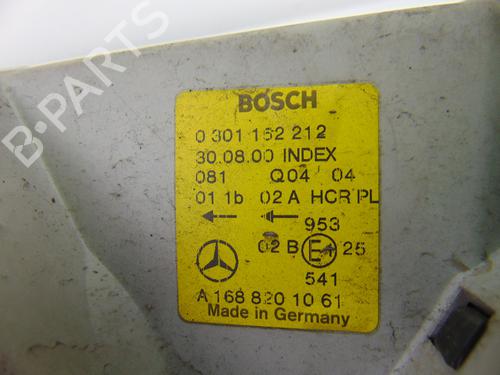 BOSCH
0 301 152 212
30.08.00 INDEX
081 Q04 04
01 1b 02 A HCR PL
953
02 B E1 25
541
A 168 820 10 61
Made in Germany
B-PARTS